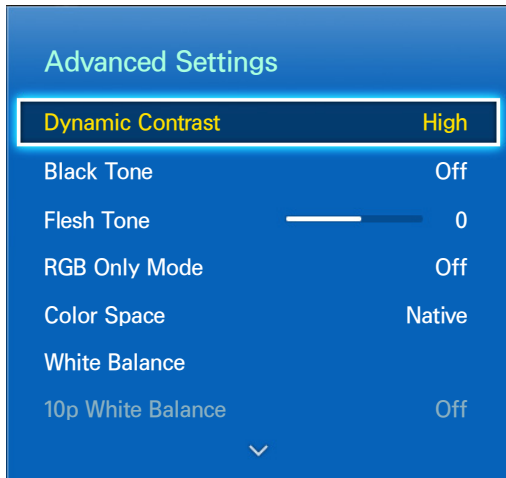 Advanced Settings
Dynamic Contrast High
Black Tone Off
Flesh Tone 0
RGB Only Mode Off
Color Space Native
White Balance
10p White Balance Off